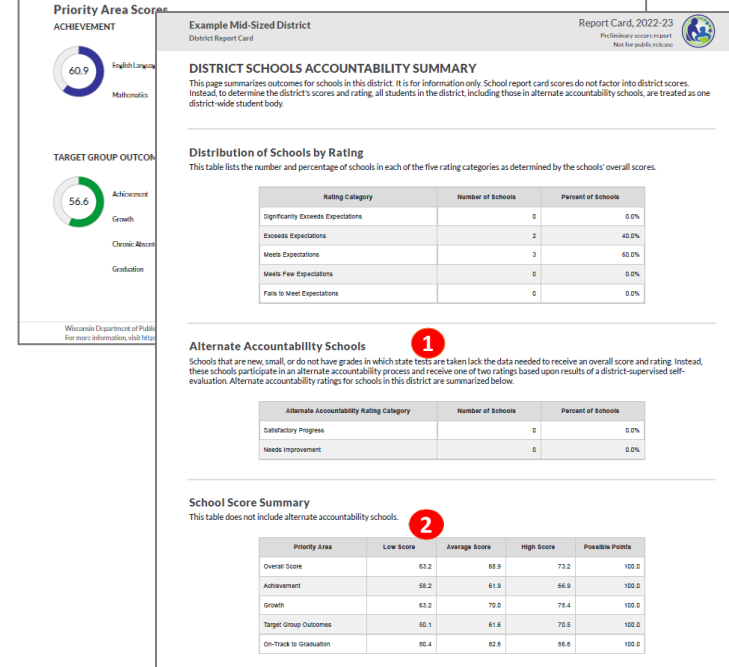 Priority Area Scores
ACHIEVEMENT
60.9
Mathematics
TARGET GROUP
56.6
Achievement
Growth
Chronic
Graduation
Wisconsin Department of
For more information, visit
Example Mid-Sized District
District Report Card
Report Card, 2022-23
Preliminary secure report
Not for public release
DISTRICT SCHOOLS ACCOUNTABILITY SUMMARY
This page summarizes outcomes for schools in this district. It is for information only. School report card scores do not factor into district scores.
Instead, to determine the district's scores and rating, all students in the district, including those in alternate accountability schools, are treated as one
district-wide student body.
Distribution of Schools by Rating
This table lists the number and percentage of schools in each of the five rating categories as determined by the schools' overall scores.
Rating Category Number of Schools Percent of Schools
Significantly Exceeds Expectations 0 0.0%
Exceeds Expectations 2 40.0%
Meets Expectations 3 60.0%
Meets Few Expectations 0 0.0%
Fails to Meet Expectations 0 0.0%
Alternate Accountability Schools 1
Schools that are new, small, or do not have grades in which state tests are taken lack the data needed to receive an overall score and rating. Instead,
these schools participate in an alternate accountability process and receive one of two ratings based upon results of a district-supervised self-
evaluation. Alternate accountability ratings for schools in this district are summarized below.
Alternate Accountability Rating Category Number of Schools Percent of Schools
Satisfactory Progress 0 0.0%
Needs Improvement 0 0.0%
School Score Summary
This table does not include alternate accountability schools. 2
Priority Area Low Score Average Score High Score Possible Points
Overall Score 63.2 68.9 73.2 100.0
Achievement 58.2 61.9 66.9 100.0
Growth 63.2 70.0 78.4 100.0
Target Group Outcomes 50.1 61.6 70.5 100.0
On-Track to Graduation 80.4 82.6 86.6 100.0